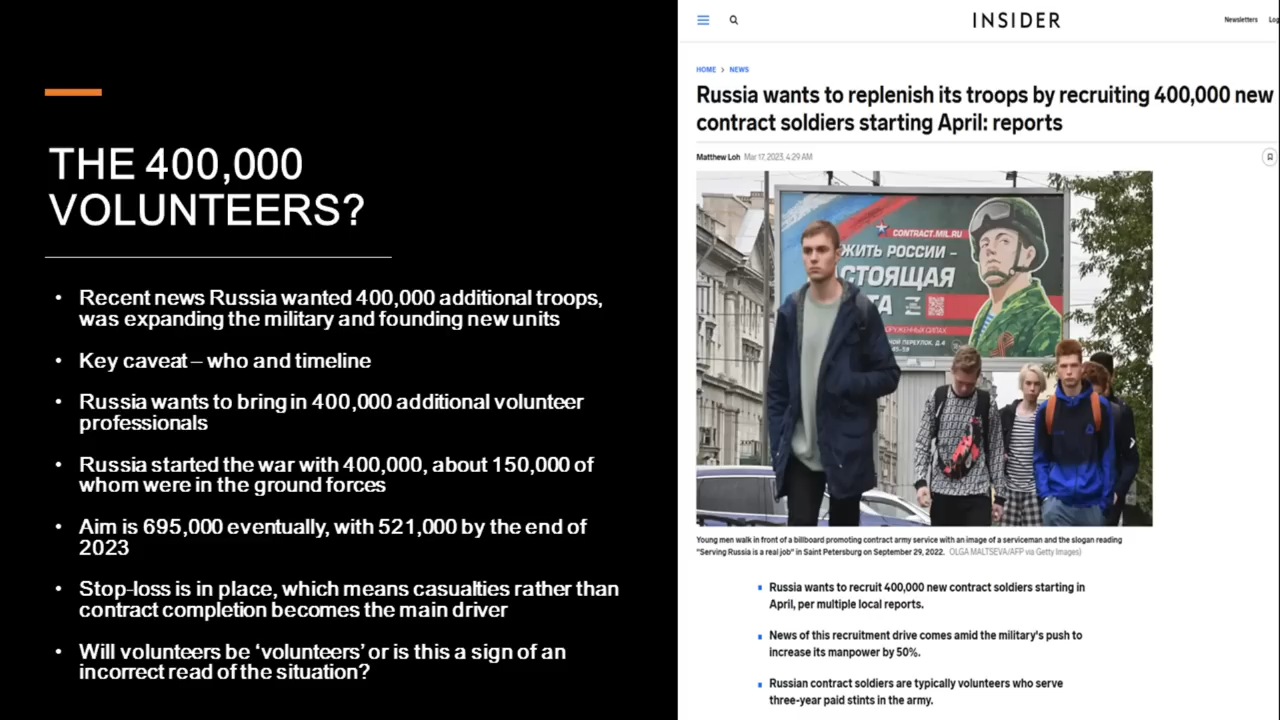 THE 400,000
VOLUNTEERS?
• Recent news Russia wanted 400,000 additional troops,
was expanding the military and founding new units
• Key caveat – who and timeline
• Russia wants to bring in 400,000 additional volunteer
professionals
• Russia started the war with 400,000, about 150,000 of
whom were in the ground forces
• Aim is 695,000 eventually, with 521,000 by the end of
2023
• Stop-loss is in place, which means casualties rather than
contract completion becomes the main driver
• Will volunteers be ‘volunteers’ or is this a sign of an
incorrect read of the situation?
INSIDER
Newsletters
HOME > NEWS
Russia wants to replenish its troops by recruiting 400,000 new
contract soldiers starting April: reports
Matthew Loh Mar 17, 2023, 4:29 AM
CONTRACT.MIL.RU
ЖИТЬ РОССИИ –
СТОЯЩАЯ
ТА Z
ОРУЖЕННЫХ СИЛАХ
НОЙ ПЕРЕУЛОК, Д.4
Young men walk in front of a billboard promoting contract army service with an image of a serviceman and the slogan reading
"Serving Russia is a real job" in Saint Petersburg on September 29, 2022. OLGA MALTSEVA/AFP via Getty Images)
Russia wants to recruit 400,000 new contract soldiers starting in
April, per multiple local reports.
News of this recruitment drive comes amid the military's push to
increase its manpower by 50%.
Russian contract soldiers are typically volunteers who serve
three-year paid stints in the army.